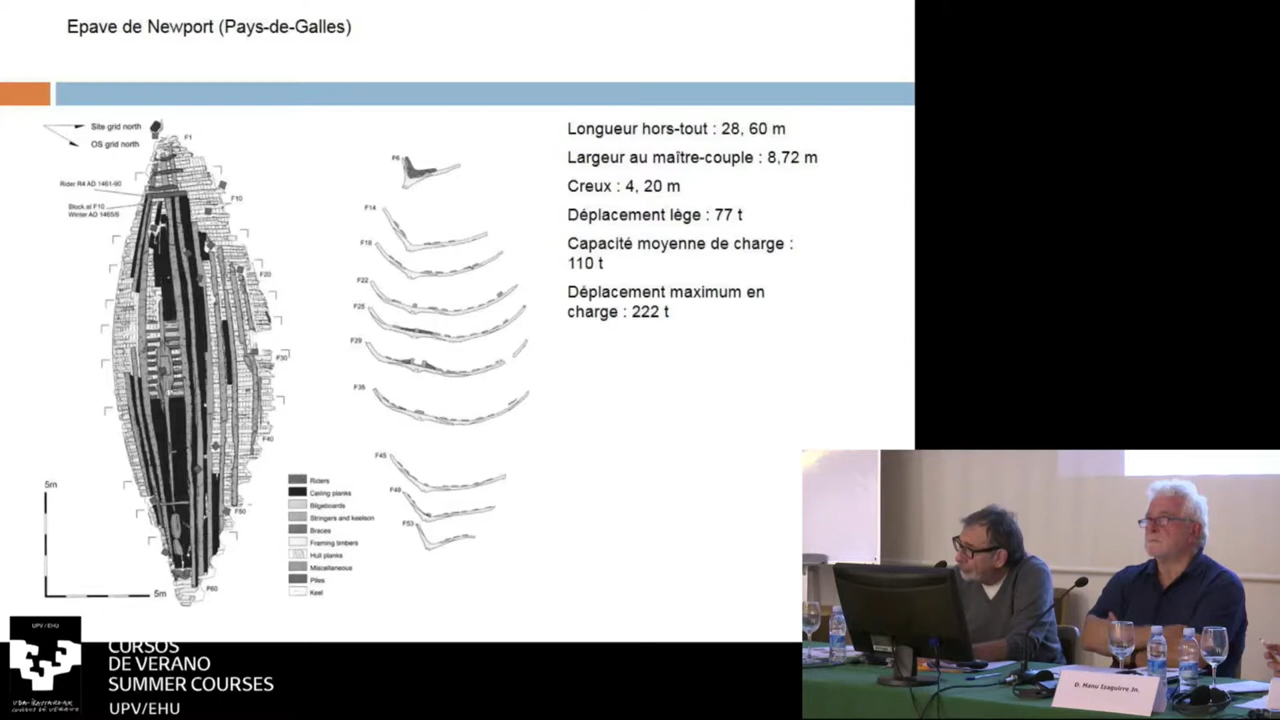 Epave de Newport (Pays-de-Galles)
Site grid north
OS grid north
F1
Rider R4 AD 1461-90
Block at F10
Winter AD 1465/6
F10
F20
F30
F40
F50
F60
5m
5m
F6
F14
F18
F22
F25
F29
F35
F45
F49
F53
Riders
Ceiling planks
Bilgeboards
Stringers and keelson
Braces
Framing timbers
Hull planks
Miscellaneous
Piles
Keel
Longueur hors-tout : 28, 60 m
Largeur au maître-couple : 8,72 m
Creux : 4, 20 m
Déplacement lège : 77 t
Capacité moyenne de charge :
110 t
Déplacement maximum en
charge : 222 t
UPV / EHU
CURSOS
DE VERANO
SUMMER COURSES
UPV/EHU
D. Manu Izaguirre Jn.